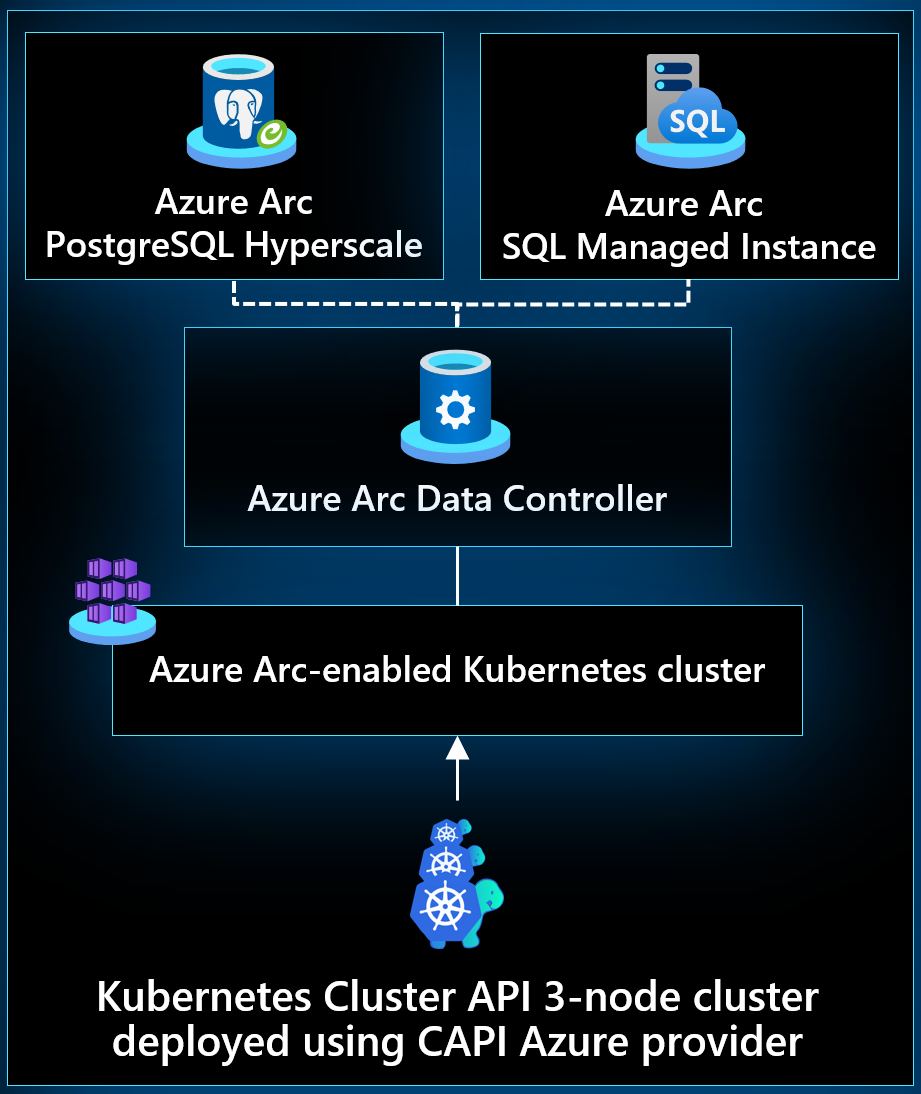 Azure Arc
PostgreSQL Hyperscale
SQL
Azure Arc
SQL Managed Instance
Azure Arc Data Controller
Azure Arc-enabled Kubernetes cluster
Kubernetes Cluster API 3-node cluster
deployed using CAPI Azure provider